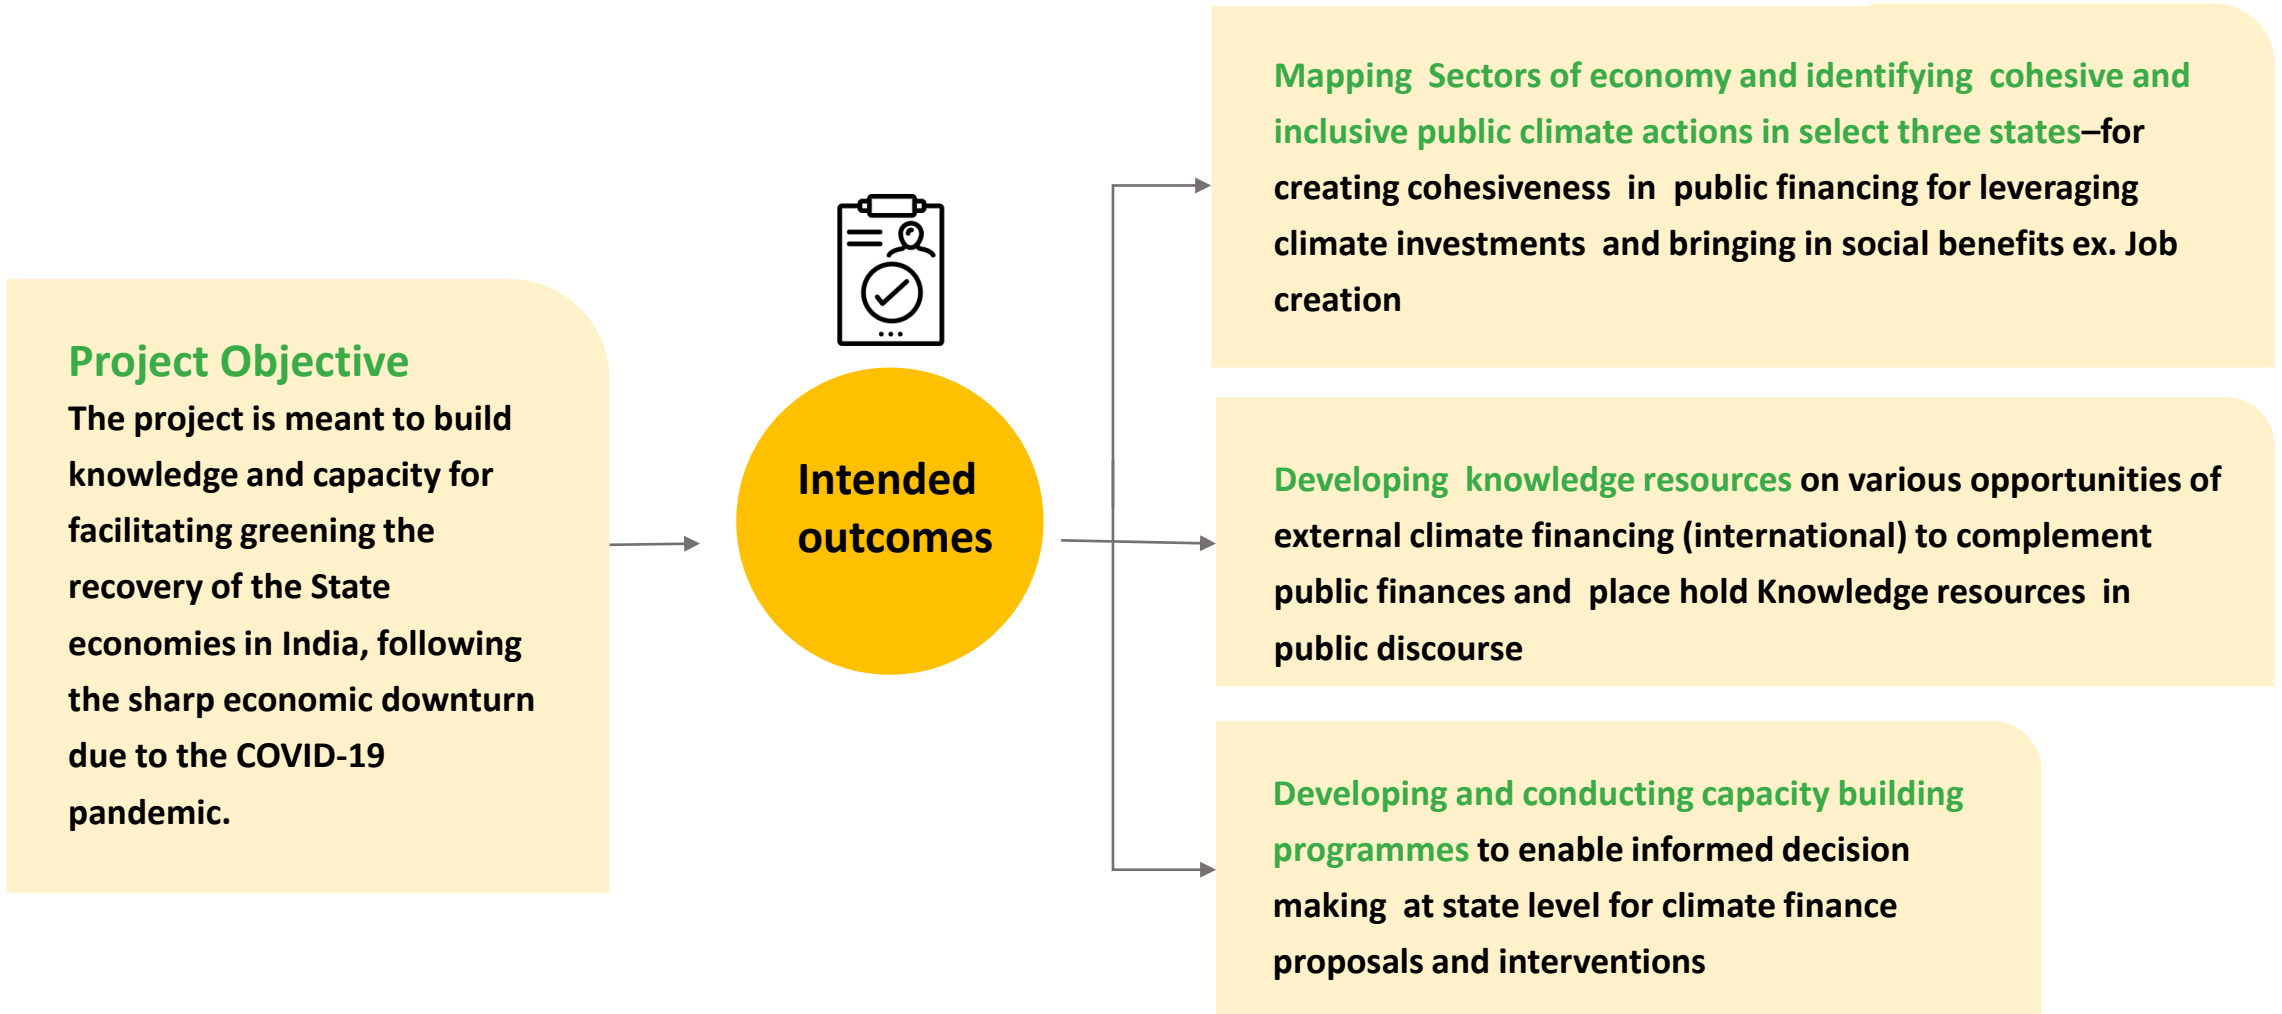 Project Objective
The project is meant to build
knowledge and capacity for
facilitating greening the
recovery of the State
economies in India, following
the sharp economic downturn
due to the COVID-19
pandemic.
Intended
outcomes
Mapping  Sectors of economy and identifying  cohesive and
inclusive public climate actions in select three states–for
creating cohesiveness  in  public financing for leveraging
climate investments  and bringing in social benefits ex. Job
creation
Developing  knowledge resources on various opportunities of
external climate financing (international) to complement
public finances and  place hold Knowledge resources  in
public discourse
Developing and conducting capacity building
programmes to enable informed decision
making  at state level for climate finance
proposals and interventions